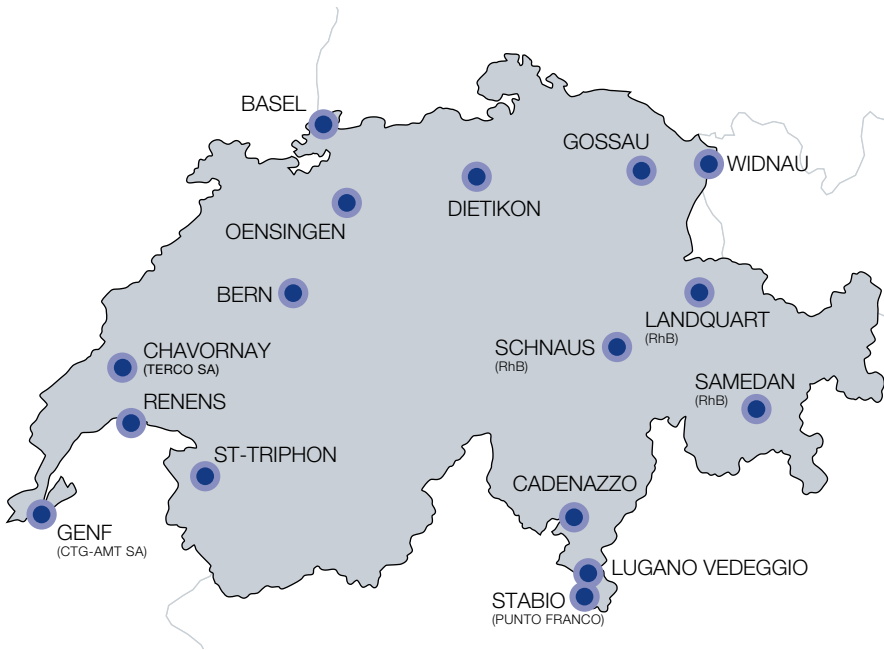 BASEL
GOSSAU
WIDNAU
DIETIKON
OENSINGEN
BERN
LANDQUART
(RhB)
CHAVORNAY
(TERCO SA)
SCHNAUS
(RhB)
SAMEDAN
(RhB)
RENENS
ST-TRIPHON
CADENAZZO
GENF
(CTG-AMT SA)
LUGANO VEDEGGIO
STABIO
(PUNTO FRANCO)